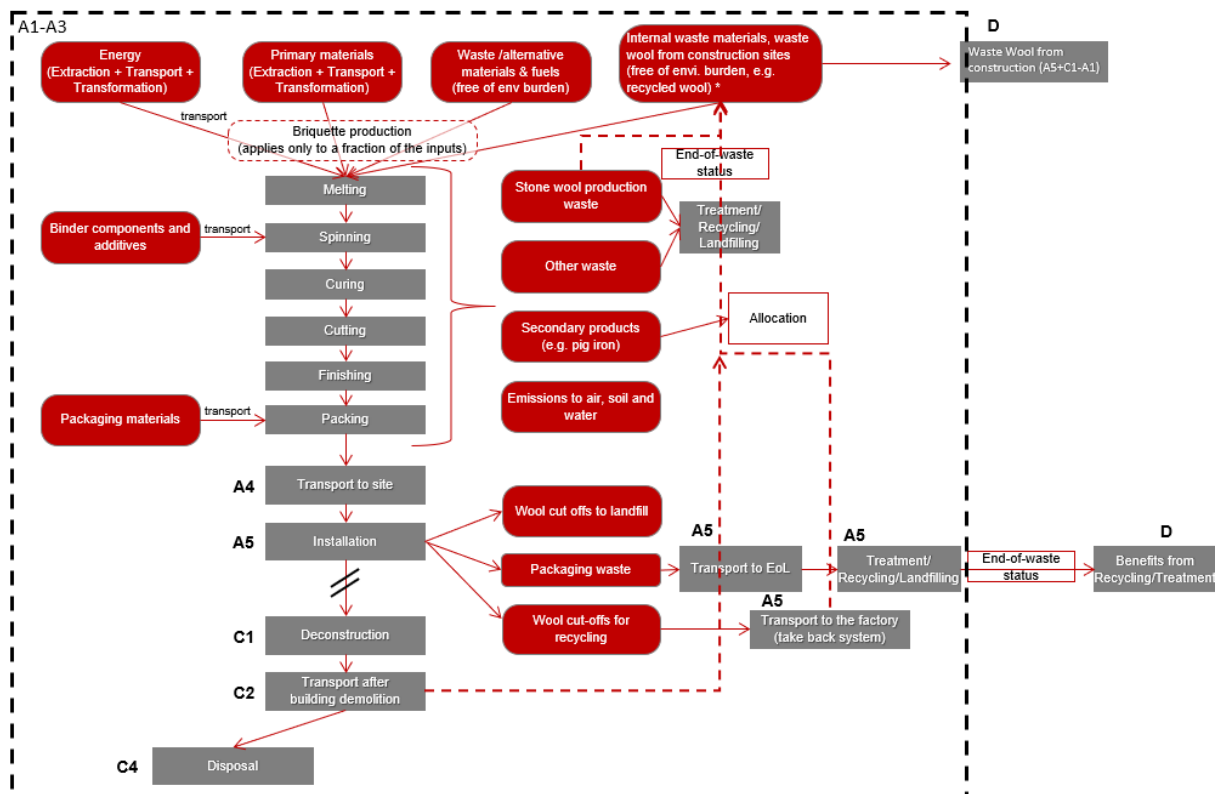 A1-A3
D
Energy
(Extraction + Transport +
Transformation)
Primary materials
(Extraction + Transport +
Transformation)
Waste /alternative
materials & fuels
(free of env burden)
Internal waste materials, waste
wool from construction sites
(free of envi. burden, e.g.
recycled wool) *
Waste Wool from
construction (A5+C1-A1)
transport
Briquette production
(applies only to a fraction of the inputs)
End-of-waste
status
Melting
Stone wool production
waste
Treatment/
Recycling/
Landfilling
Binder components and
additives
transport
Spinning
Other waste
Curing
Secondary products
(e.g. pig iron)
Allocation
Cutting
Finishing
Emissions to air, soil and
water
Packaging materials
transport
Packing
A4
Transport to site
Wool cut offs to landfill
A5
Installation
A5
A5
D
Packaging waste
Transport to EoL
Treatment/
Recycling/Landfilling
End-of-waste
status
Benefits from
Recycling/Treatment
A5
Wool cut-offs for
recycling
Transport to the factory
(take back system)
C1
Deconstruction
C2
Transport after
building demolition
C4
Disposal